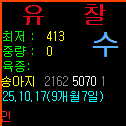 유 찰
최저 : 413
중량 : 0 수
육종:
송아지 2162 5070 1
25.10.17(9개월7일)
인